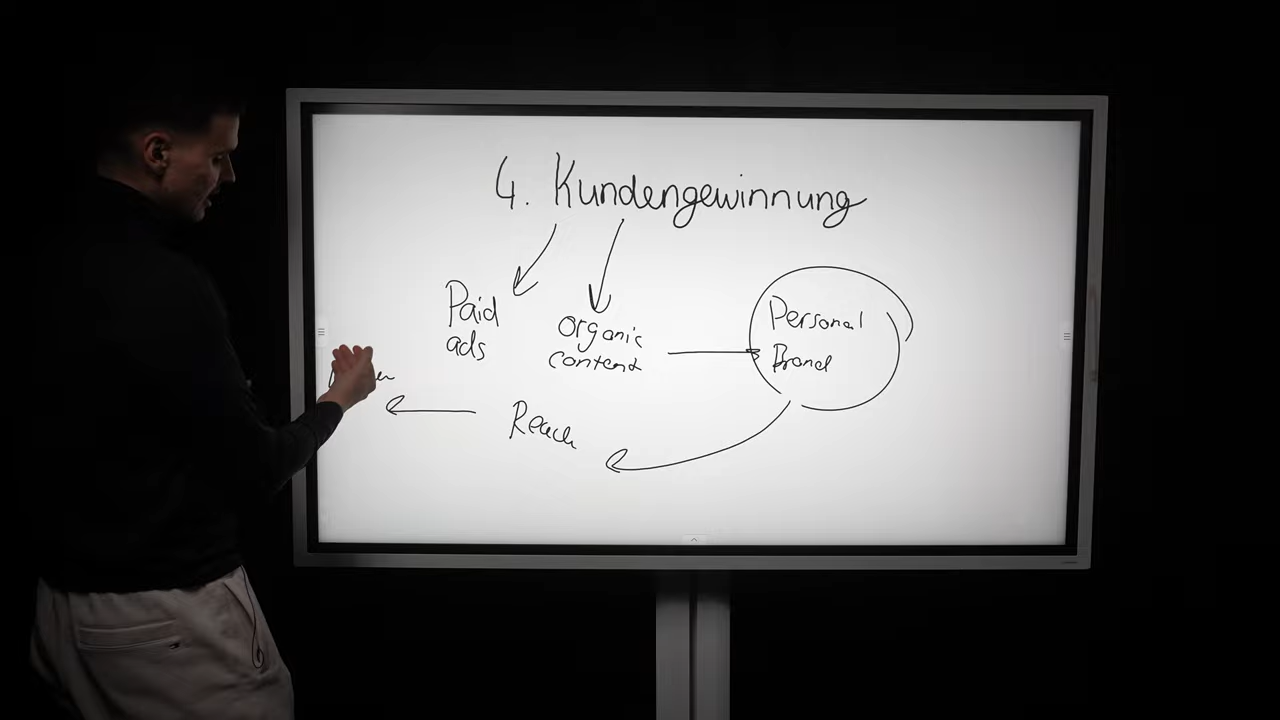 4. Kundengewinnung
Paid
ads
Organic
content
Personal
Brand
Reach